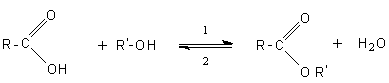 O O
R-C + R'-OH 1 R-C + H₂O
2
OH O R'